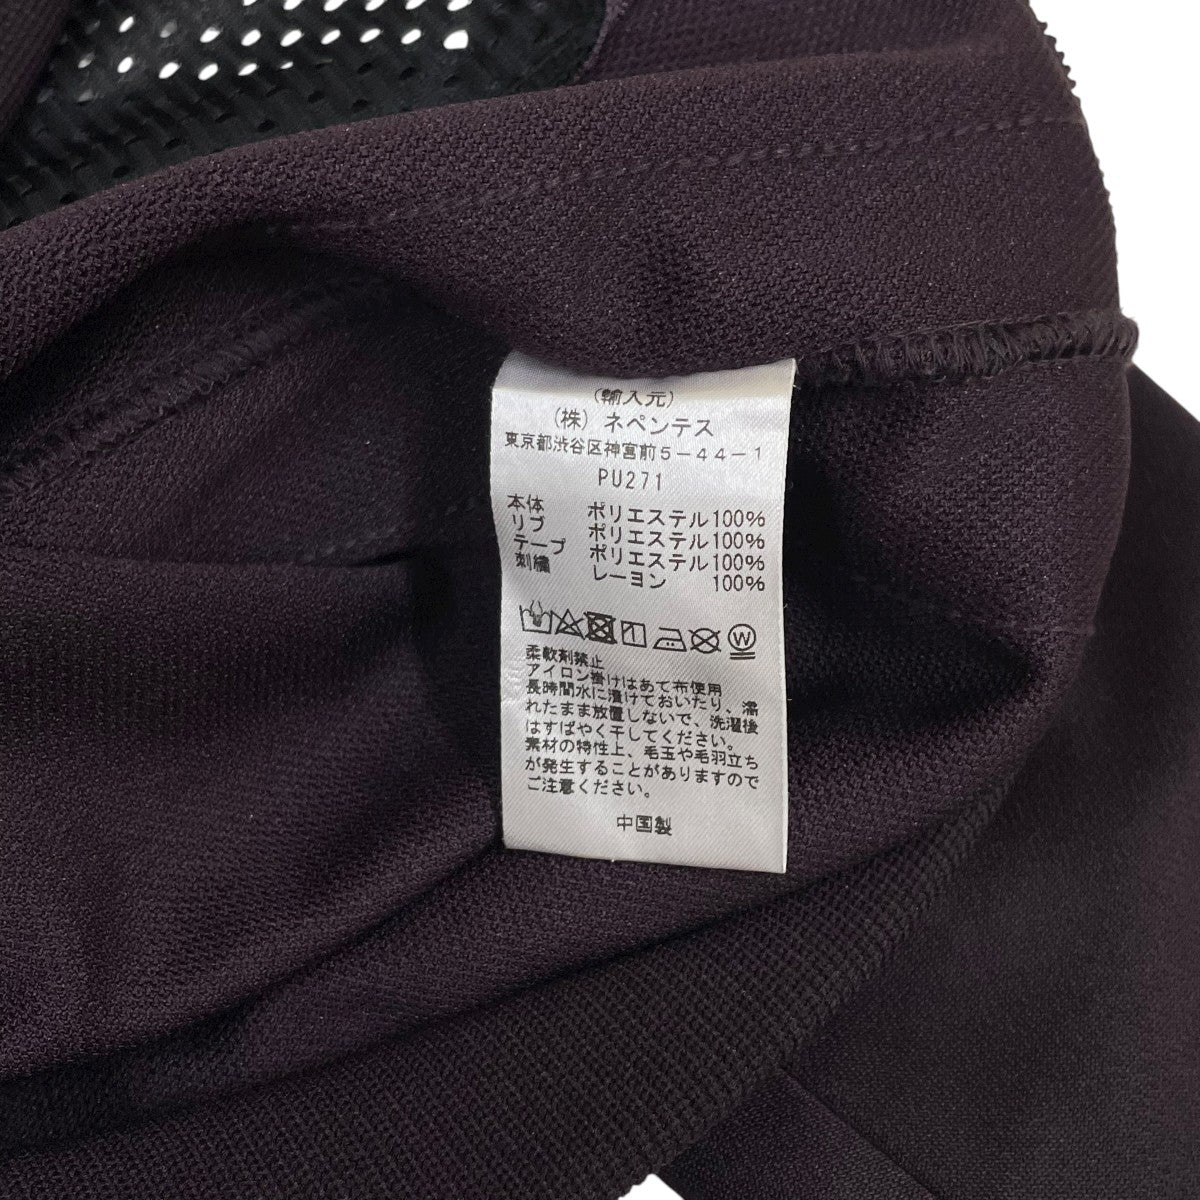 (輸入元)
(株) ネペンテス
東京都渋谷区神宮前5-44-1
PU271
本体 ポリエステル100%
リブ ポリエステル100%
テープ ポリエステル100%
刺繍 レーヨン 100%
W
柔軟剤禁止
アイロン掛けはあて布使用
長時間水に漬けておいたり、濡
れたまま放置しないで、洗濯後
はすばやく干してください。
素材の特性上、毛玉や毛羽立ち
が発生することがありますので
ご注意ください。
中国製